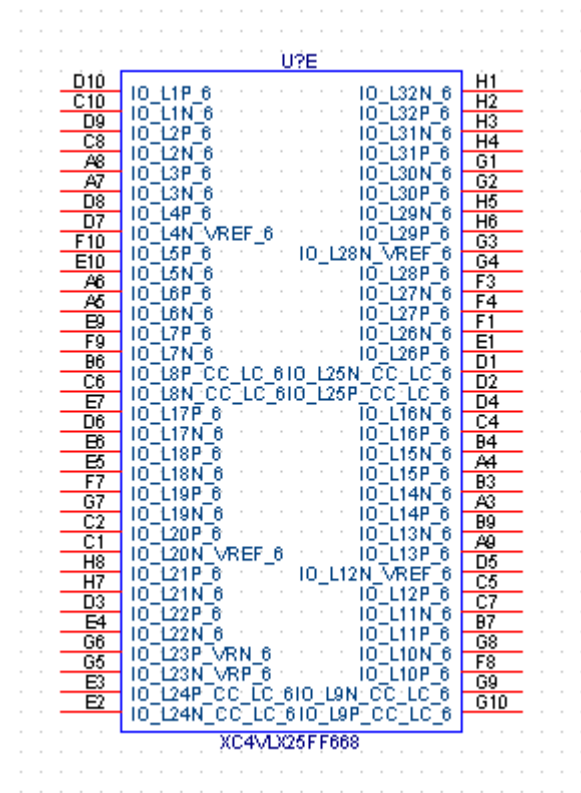 U?E
D10 IO_L1P_6 IO_L32N_6 H1
C10 IO_L1N_6 IO_L32P_6 H2
D9 IO_L2P_6 IO_L31N_6 H3
C8 IO_L2N_6 IO_L31P_6 H4
A8 IO_L3P_6 IO_L30N_6 G1
A7 IO_L3N_6 IO_L30P_6 G2
D8 IO_L4P_6 IO_L29N_6 H5
D7 IO_L4N_VREF_6 IO_L29P_6 H6
F10 IO_L5P_6 IO_L28N_VREF_6 G3
E10 IO_L5N_6 IO_L28P_6 G4
A6 IO_L6P_6 IO_L27N_6 F3
A5 IO_L6N_6 IO_L27P_6 F4
E9 IO_L7P_6 IO_L26N_6 F1
F9 IO_L7N_6 IO_L26P_6 E1
B6 IO_L8P_CC_LC_6 IO_L25N_CC_LC_6 D1
C6 IO_L8N_CC_LC_6 IO_L25P_CC_LC_6 D2
E7 IO_L17P_6 IO_L16N_6 D4
D6 IO_L17N_6 IO_L16P_6 C4
E6 IO_L18P_6 IO_L15N_6 B4
E5 IO_L18N_6 IO_L15P_6 A4
F7 IO_L19P_6 IO_L14N_6 B3
G7 IO_L19N_6 IO_L14P_6 A3
C2 IO_L20P_6 IO_L13N_6 B9
C1 IO_L20N_VREF_6 IO_L13P_6 A9
H8 IO_L21P_6 IO_L12N_VREF_6 D5
H7 IO_L21N_6 IO_L12P_6 C5
D3 IO_L22P_6 IO_L11N_6 C7
E4 IO_L22N_6 IO_L11P_6 B7
G6 IO_L23P_VRN_6 IO_L10N_6 G8
G5 IO_L23N_VRP_6 IO_L10P_6 F8
E3 IO_L24P_CC_LC_6 IO_L9N_CC_LC_6 G9
E2 IO_L24N_CC_LC_6 IO_L9P_CC_LC_6 G10
XC4VLX25FF668